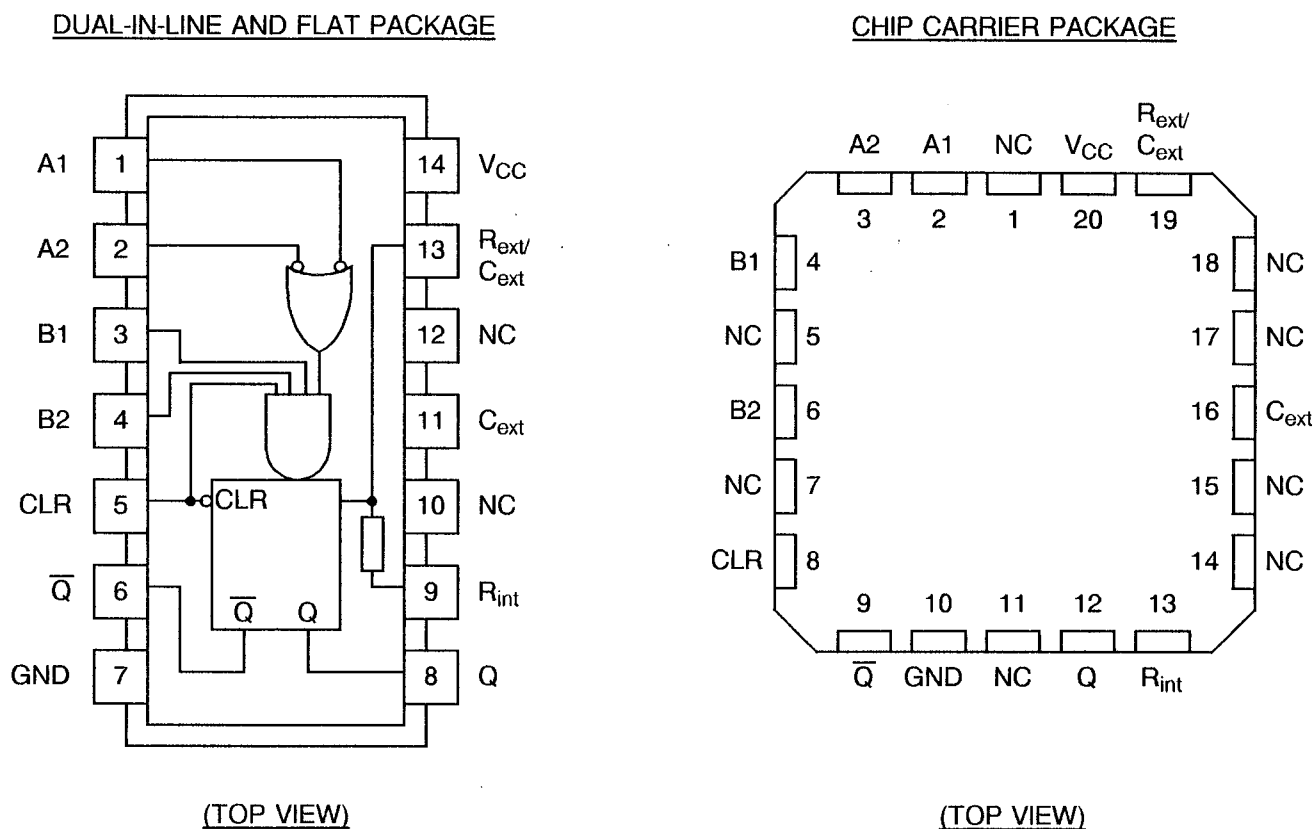 DUAL-IN-LINE AND FLAT PACKAGE
A1 1
A2 2
B1 3
B2 4
CLR 5
Q̅ 6
GND 7
14 VCC
13 Rext/
Cext
12 NC
11 Cext
10 NC
9 Rint
8 Q
CLR
Q̅ Q
(TOP VIEW)
CHIP CARRIER PACKAGE
A2 A1 NC VCC Rext/
Cext
3 2 1 20 19
B1 4
NC 5
B2 6
NC 7
CLR 8
18 NC
17 NC
16 Cext
15 NC
14 NC
9 10 11 12 13
Q̅ GND NC Q Rint
(TOP VIEW)